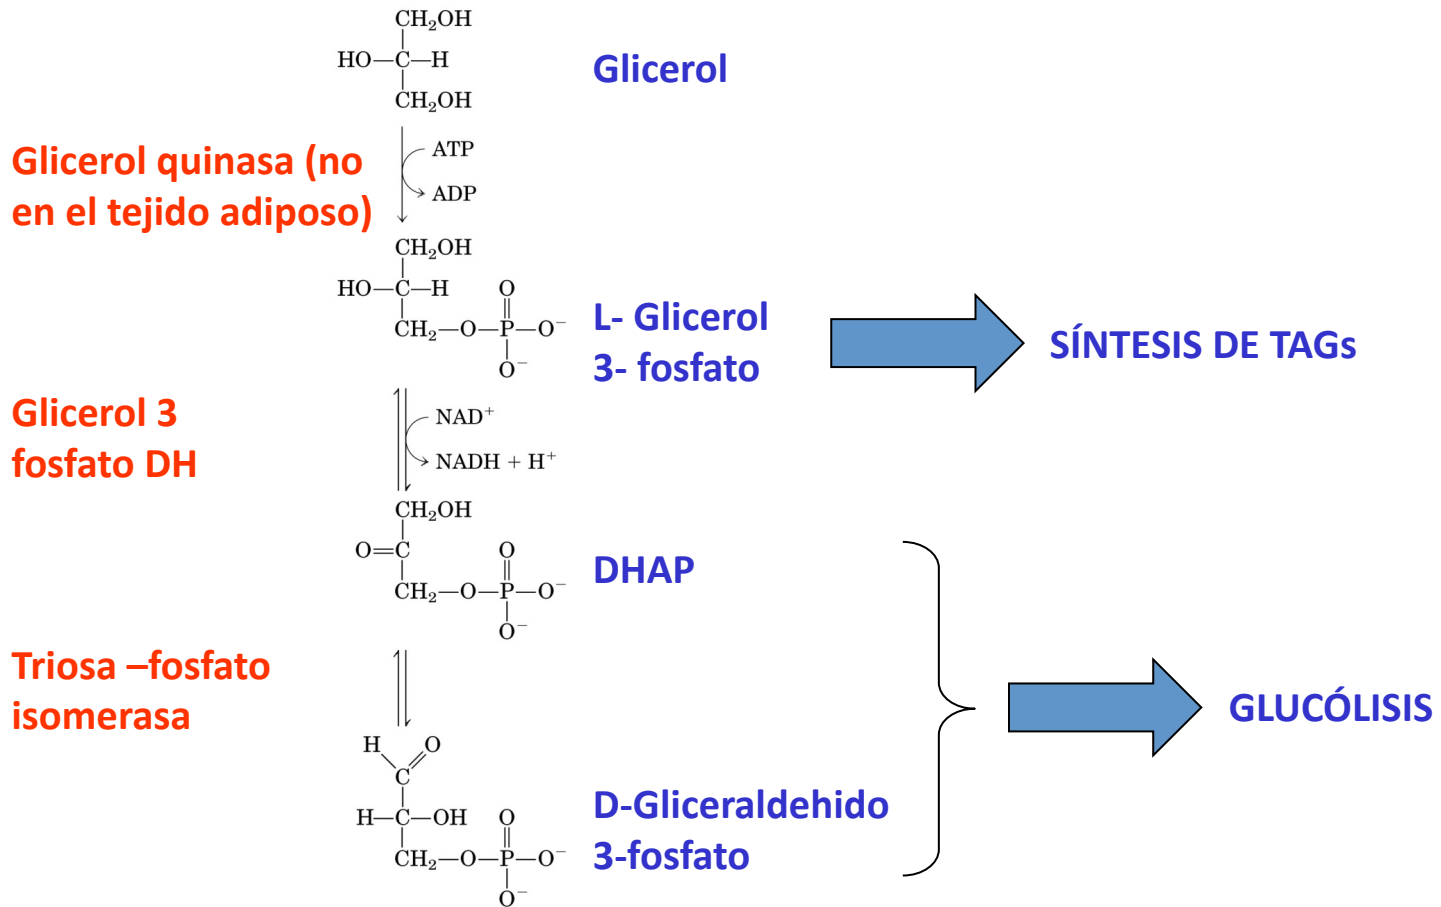 CH₂OH
HO—C—H
CH₂OH
Glicerol
Glicerol quinasa (no
en el tejido adiposo)
ATP
ADP
CH₂OH
HO—C—H
O
CH₂—O—P—O⁻
O⁻
L- Glicerol
3- fosfato
SÍNTESIS DE TAGs
Glicerol 3
fosfato DH
NAD⁺
NADH + H⁺
CH₂OH
O=C
O
CH₂—O—P—O⁻
O⁻
DHAP
Triosa –fosfato
isomerasa
GLUCÓLISIS
H O
C
H—C—OH
O
CH₂—O—P—O⁻
O⁻
D-Gliceraldehido
3-fosfato